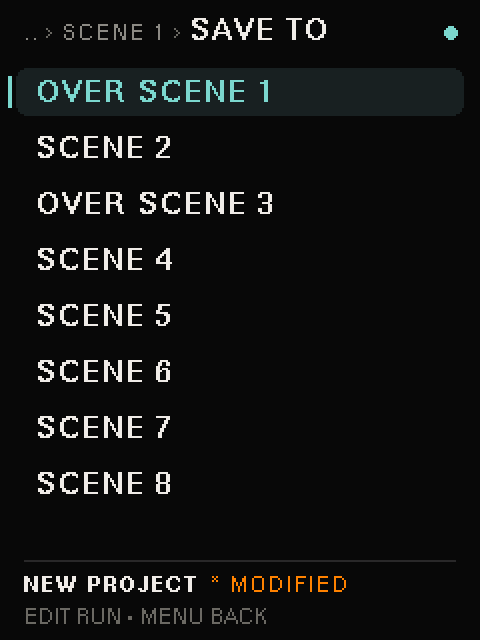 ..› SCENE 1 › SAVE TO
OVER SCENE 1
SCENE 2
OVER SCENE 3
SCENE 4
SCENE 5
SCENE 6
SCENE 7
SCENE 8
NEW PROJECT * MODIFIED
EDIT RUN • MENU BACK